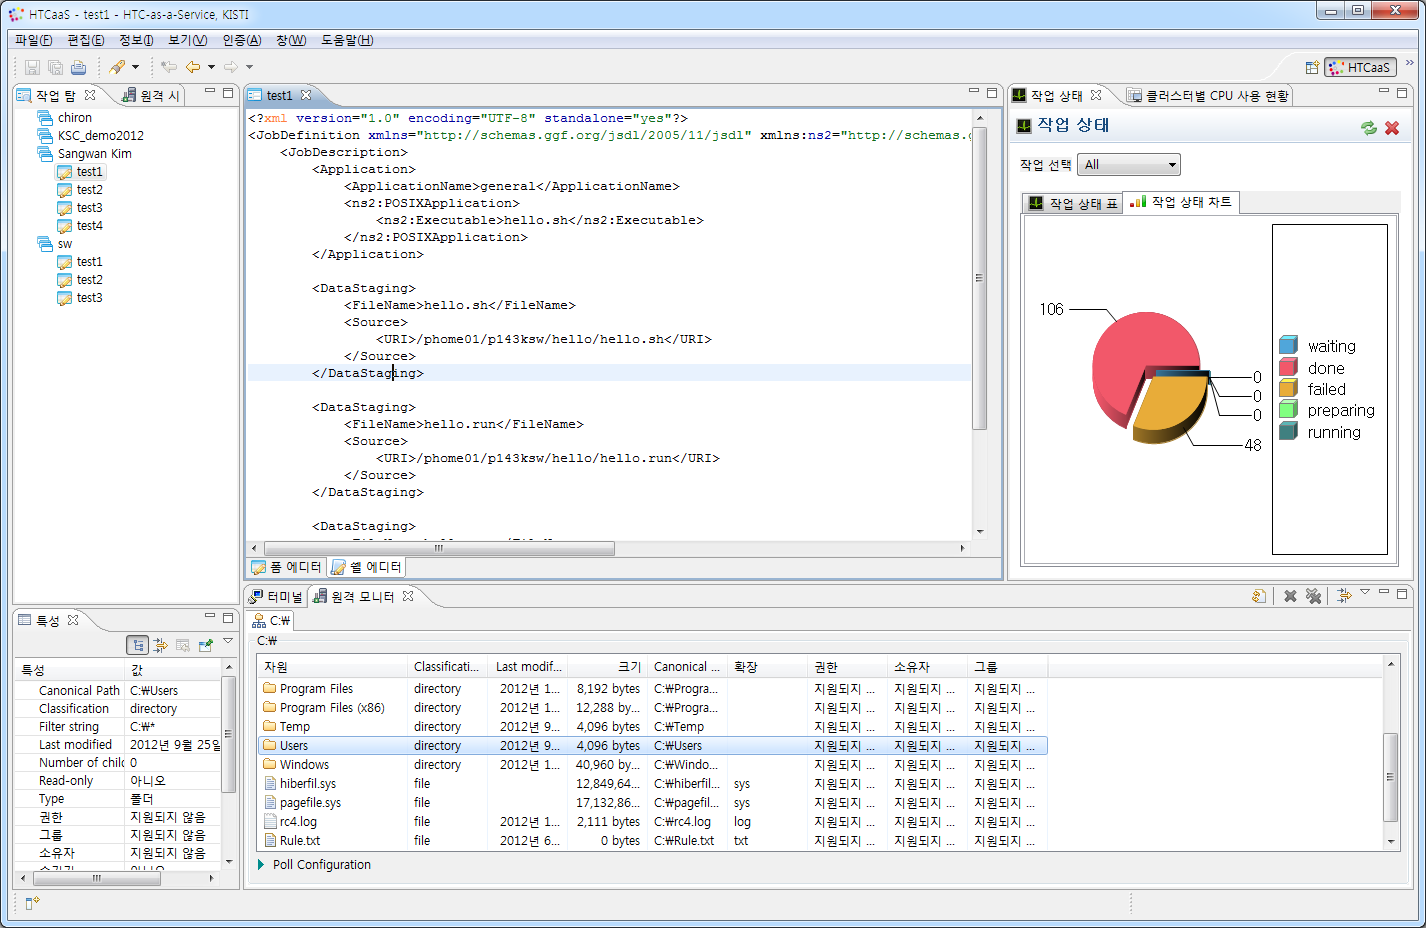 HTCaaS - test1 - HTC-as-a-Service, KISTI
파일(F) 편집(E) 정보(I) 보기(V) 인증(A) 창(W) 도움말(H)
HTCaaS
작업 탐
원격 시
chiron
KSC_demo2012
Sangwan Kim
test1
test2
test3
test4
sw
test1
test2
test3
test1
<?xml version="1.0" encoding="UTF-8" standalone="yes"?>
<JobDefinition xmlns="http://schemas.ggf.org/jsdl/2005/11/jsdl" xmlns:ns2="http://schemas.g
<JobDescription>
<Application>
<ApplicationName>general</ApplicationName>
<ns2:POSIXApplication>
<ns2:Executable>hello.sh</ns2:Executable>
</ns2:POSIXApplication>
</Application>
<DataStaging>
<FileName>hello.sh</FileName>
<Source>
<URI>/phome01/p143ksw/hello/hello.sh</URI>
</Source>
</DataStaging>
<DataStaging>
<FileName>hello.run</FileName>
<Source>
<URI>/phome01/p143ksw/hello/hello.run</URI>
</Source>
</DataStaging>
<DataStaging>
폼 에디터 쉘 에디터
작업 상태 클러스터별 CPU 사용 현황
작업 상태
작업 선택 All
작업 상태 표 작업 상태 차트
106
0
0
0
48
waiting
done
failed
preparing
running
특성
특성 값
Canonical Path C:₩Users
Classification directory
Filter string C:₩*
Last modified 2012년 9월 25일
Number of chilc 0
Read-only 아니오
Type 폴더
권한 지원되지 않음
그룹 지원되지 않음
소유자 지원되지 않음
터미널 원격 모니터
C:₩
C:₩
자원 Classificati... Last modif... 크기 Canonical ... 확장 권한 소유자 그룹
Program Files directory 2012년 1... 8,192 bytes C:₩Progra... 지원되지 ... 지원되지 ... 지원되지 ...
Program Files (x86) directory 2012년 1... 12,288 by... C:₩Progra... 지원되지 ... 지원되지 ... 지원되지 ...
Temp directory 2012년 9... 4,096 bytes C:₩Temp 지원되지 ... 지원되지 ... 지원되지 ...
Users directory 2012년 9... 4,096 bytes C:₩Users 지원되지 ... 지원되지 ... 지원되지 ...
Windows directory 2012년 1... 40,960 by... C:₩Windo... 지원되지 ... 지원되지 ... 지원되지 ...
hiberfil.sys file 12,849,64... C:₩hiberfil... sys 지원되지 ... 지원되지 ... 지원되지 ...
pagefile.sys file 17,132,86... C:₩pagefil... sys 지원되지 ... 지원되지 ... 지원되지 ...
rc4.log file 2012년 1... 2,111 bytes C:₩rc4.log log 지원되지 ... 지원되지 ... 지원되지 ...
Rule.txt file 2012년 6... 0 bytes C:₩Rule.txt txt 지원되지 ... 지원되지 ... 지원되지 ...
Poll Configuration